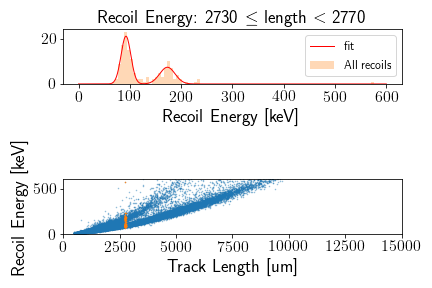 Recoil Energy: 2730 ≤ length < 2770
20
0
fit
All recoils
0 100 200 300 400 500 600
Recoil Energy [keV]
Recoil Energy [keV]
500
0
0 2500 5000 7500 10000 12500 15000
Track Length [um]